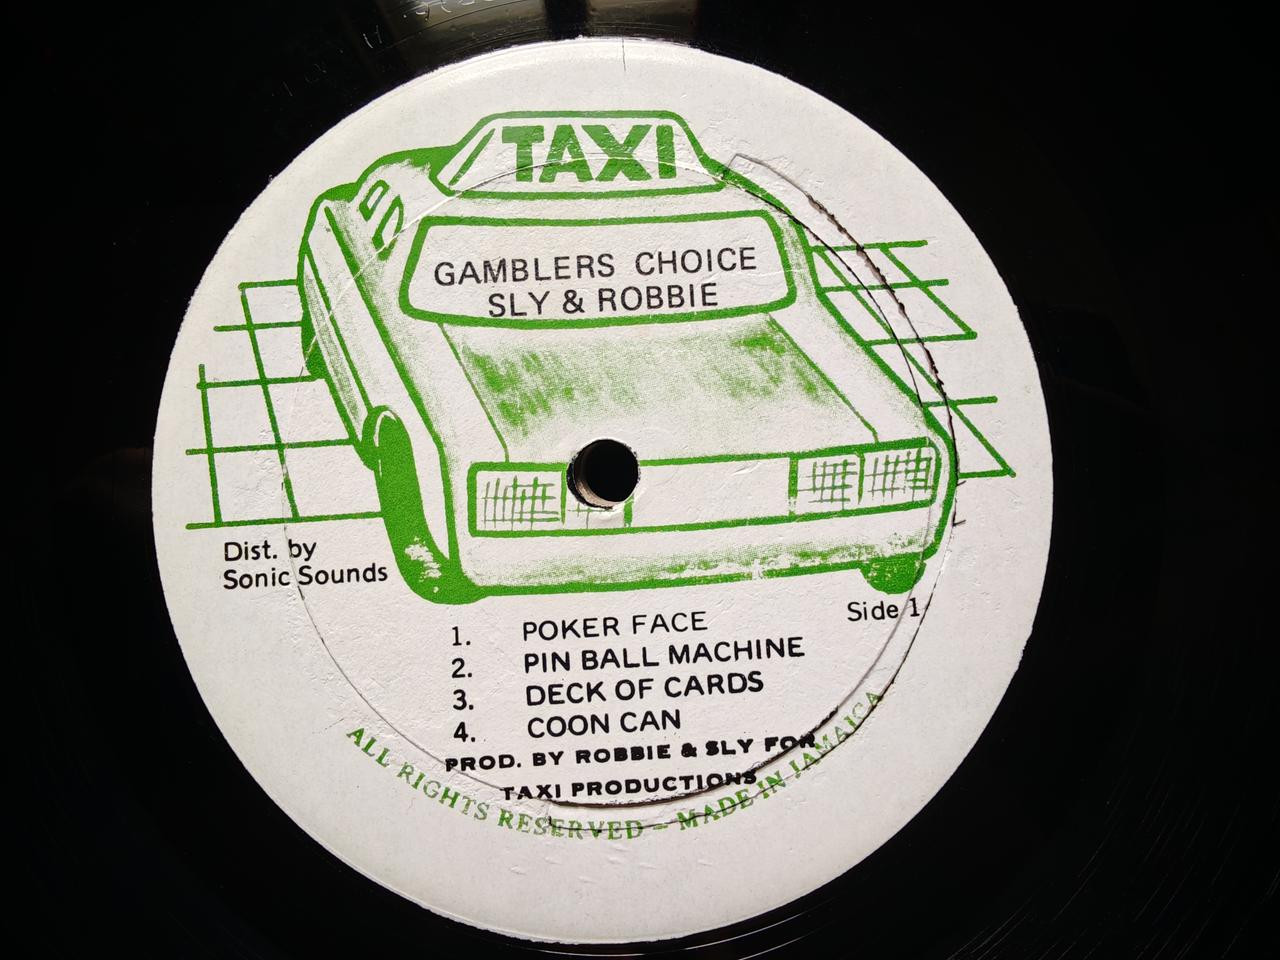 TAXI
GAMBLERS CHOICE
SLY & ROBBIE
Dist. by
Sonic Sounds
Side 1
1. POKER FACE
2. PIN BALL MACHINE
3. DECK OF CARDS
4. COON CAN
PROD. BY ROBBIE & SLY FOR
TAXI PRODUCTIONS
ALL RIGHTS RESERVED - MADE IN JAMAICA